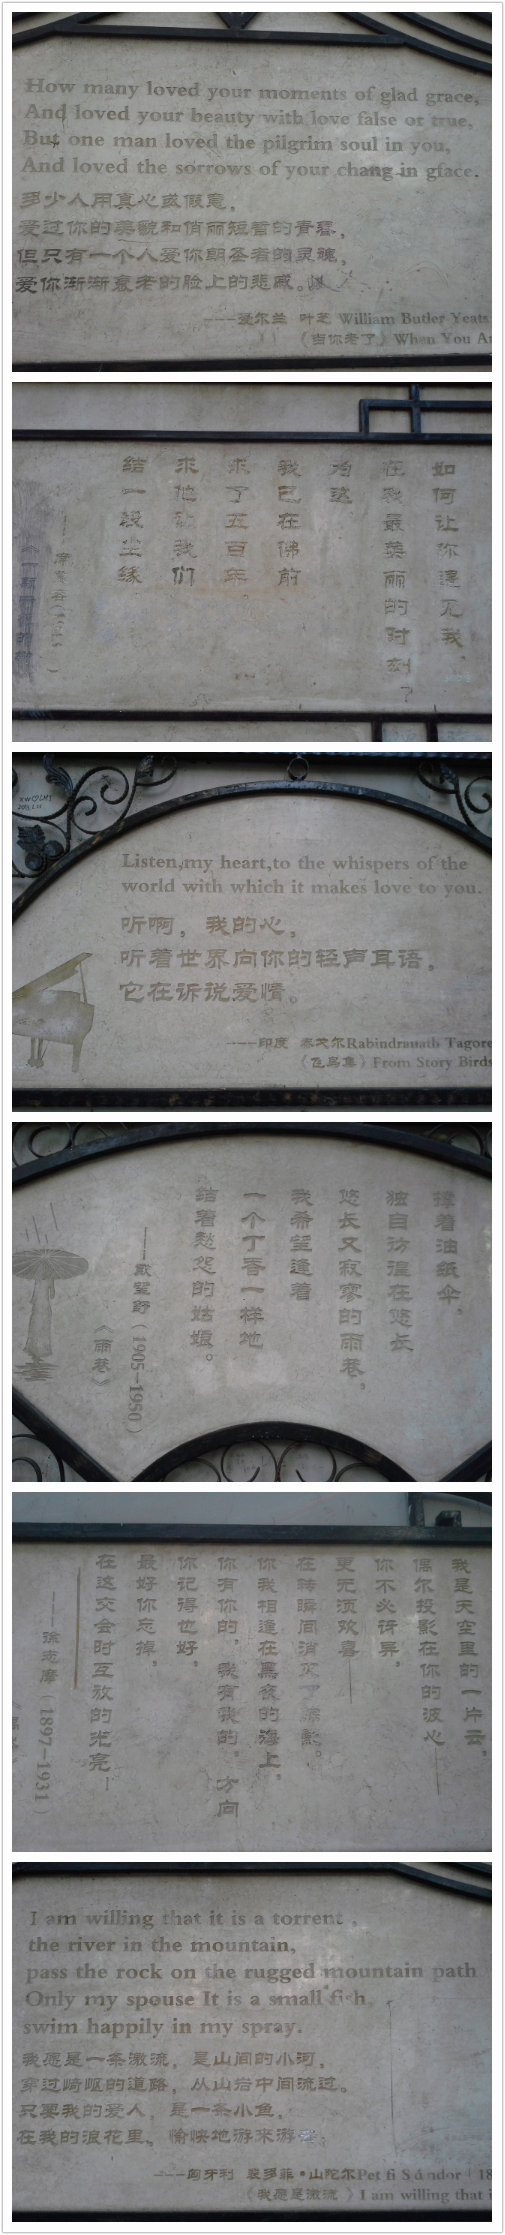 How many loved your moments of glad grace,
And loved your beauty with love false or true,
But one man loved the pilgrim soul in you,
And loved the sorrows of your chang in gface.
多少人用真心或假意，
爱过你的美貌和俏丽短暂的青春，
但只有一个人爱你朝圣者的灵魂，
爱你渐渐衰老的脸上的悲戚。
----爱尔兰 叶芝 William Butler Yeats
《当你老了》When You Ar
如何让你遇见我，
在我最美丽的时刻？
为这
我已在佛前
求了五百年，
求他让我们
结一段尘缘
XW♡LMY
Listen,my heart,to the whispers of the
world with which it makes love to you.
听啊，我的心，
听着世界向你的轻声耳语，
它在诉说爱情。
----印度 泰戈尔Rabindranath Tagore
《飞鸟集》From Story Birds
撑着油纸伞，
独自彷徨在悠长
悠长又寂寥的雨巷，
我希望逢着
一个丁香一样地
结着愁怨的姑娘。
——戴望舒（1905-1950）
《雨巷》
我是天空里的一片云，
偶尔投影在你的波心——
你不必讶异，
更无须欢喜——
在转瞬间消灭了踪影。
你我相逢在黑夜的海上，
你有你的，我有我的，方向
你记得也好，
最好你忘掉，
在这交会时互放的光亮！
——徐志摩（1897-1931）
I am willing that it is a torrent ,
the river in the mountain,
pass the rock on the rugged mountain path
Only my spouse It is a small fish,
swim happily in my spray.
我愿是一条激流，是山间的小河，
穿过崎岖的道路，从山岩中间流过。
只要我的爱人，是一条小鱼，
在我的浪花里，愉快地游来游
----匈牙利 裴多菲·山陀尔Pet fi Sándor（18
《我愿是激流 》I am willing that i